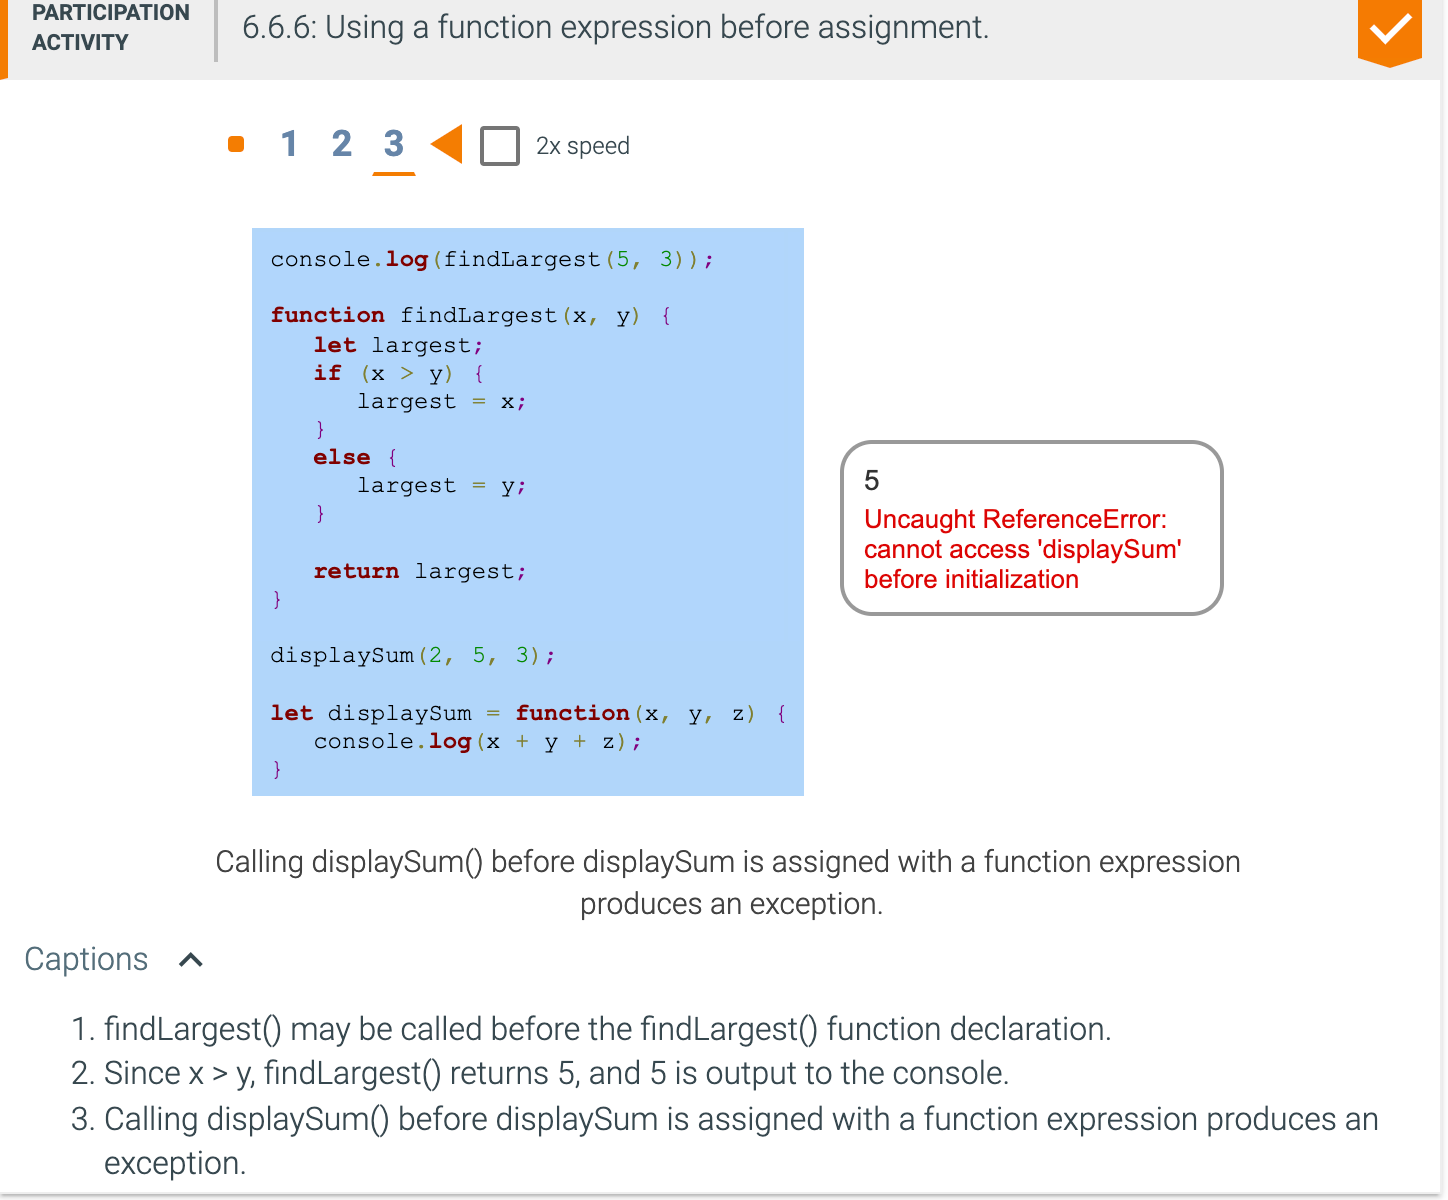 PARTICIPATION
ACTIVITY
6.6.6: Using a function expression before assignment.
1 2 3 2x speed
console.log(findLargest(5, 3));
function findLargest(x, y) {
let largest;
if (x > y) {
largest = x;
}
else {
largest = y;
}
return largest;
}
displaySum(2, 5, 3);
let displaySum = function(x, y, z) {
console.log(x + y + z);
}
5
Uncaught ReferenceError:
cannot access 'displaySum'
before initialization
Calling displaySum() before displaySum is assigned with a function expression
produces an exception.
Captions
1. findLargest() may be called before the findLargest() function declaration.
2. Since x > y, findLargest() returns 5, and 5 is output to the console.
3. Calling displaySum() before displaySum is assigned with a function expression produces an
exception.